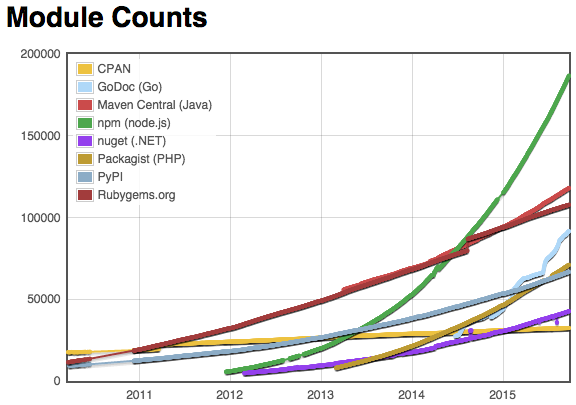 Module Counts
200000
150000
100000
50000
0
CPAN
GoDoc (Go)
Maven Central (Java)
npm (node.js)
nuget (.NET)
Packagist (PHP)
PyPI
Rubygems.org
2011 2012 2013 2014 2015